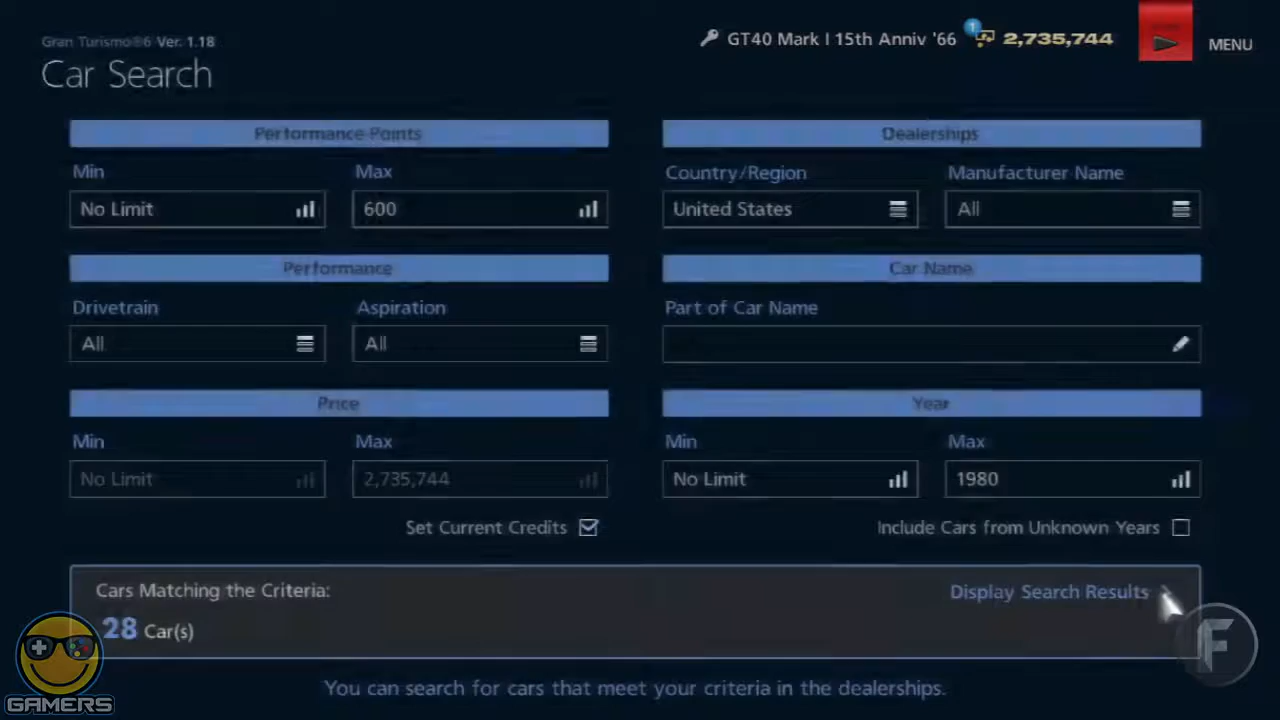 Gran Turismo®6 Ver. 1.18
Car Search
GT40 Mark I 15th Anniv '66
1
2,735,744
MENU
Performance Points
Min
Max
No Limit
600
Dealerships
Country/Region
Manufacturer Name
United States
All
Performance
Drivetrain
Aspiration
All
All
Car Name
Part of Car Name
Price
Min
Max
No Limit
2,735,744
Set Current Credits
Year
Min
Max
No Limit
1980
Include Cars from Unknown Years
Cars Matching the Criteria:
28 Car(s)
Display Search Results
You can search for cars that meet your criteria in the dealerships.
GAMERS
F